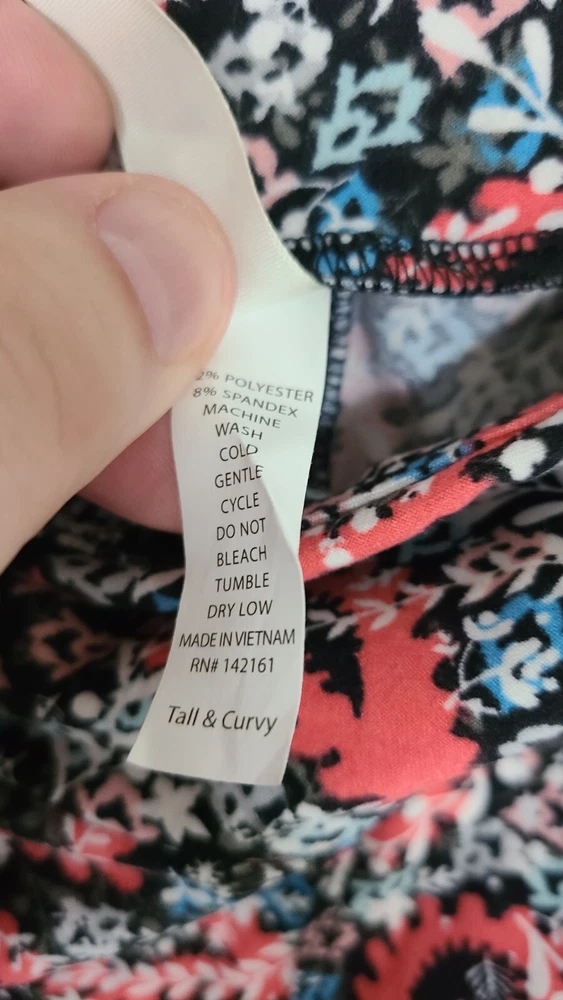 2% POLYESTER
8% SPANDEX
MACHINE
WASH
COLD
GENTLE
CYCLE
DO NOT
BLEACH
TUMBLE
DRY LOW
MADE IN VIETNAM
RN# 142161
Tall & Curvy